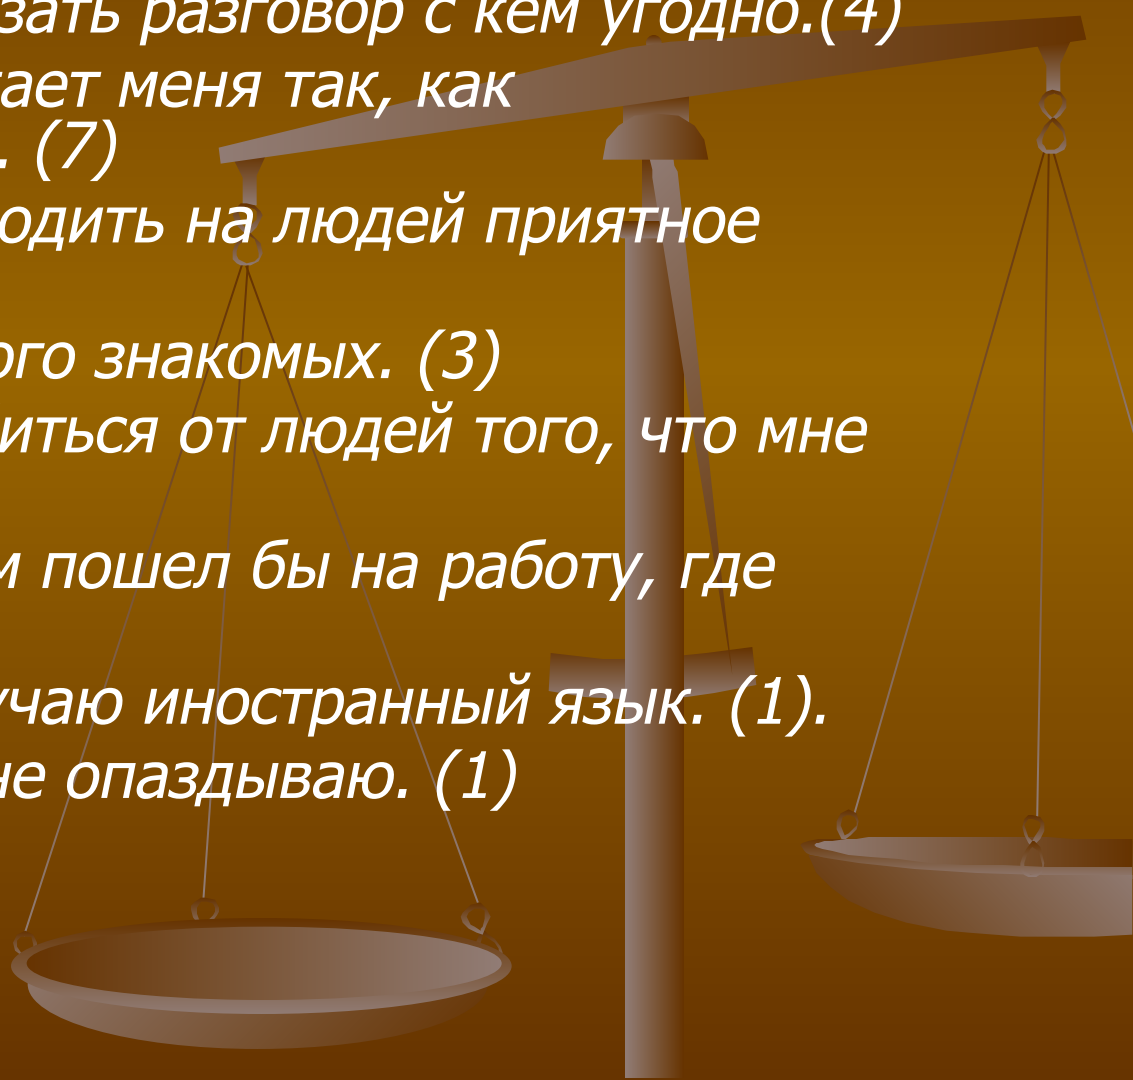 зать разговор с кем угодно.(4)
ает меня так, как
. (7)
одить на людей приятное
ого знакомых. (3)
иться от людей того, что мне
м пошел бы на работу, где
учаю иностранный язык. (1).
не опаздываю. (1)